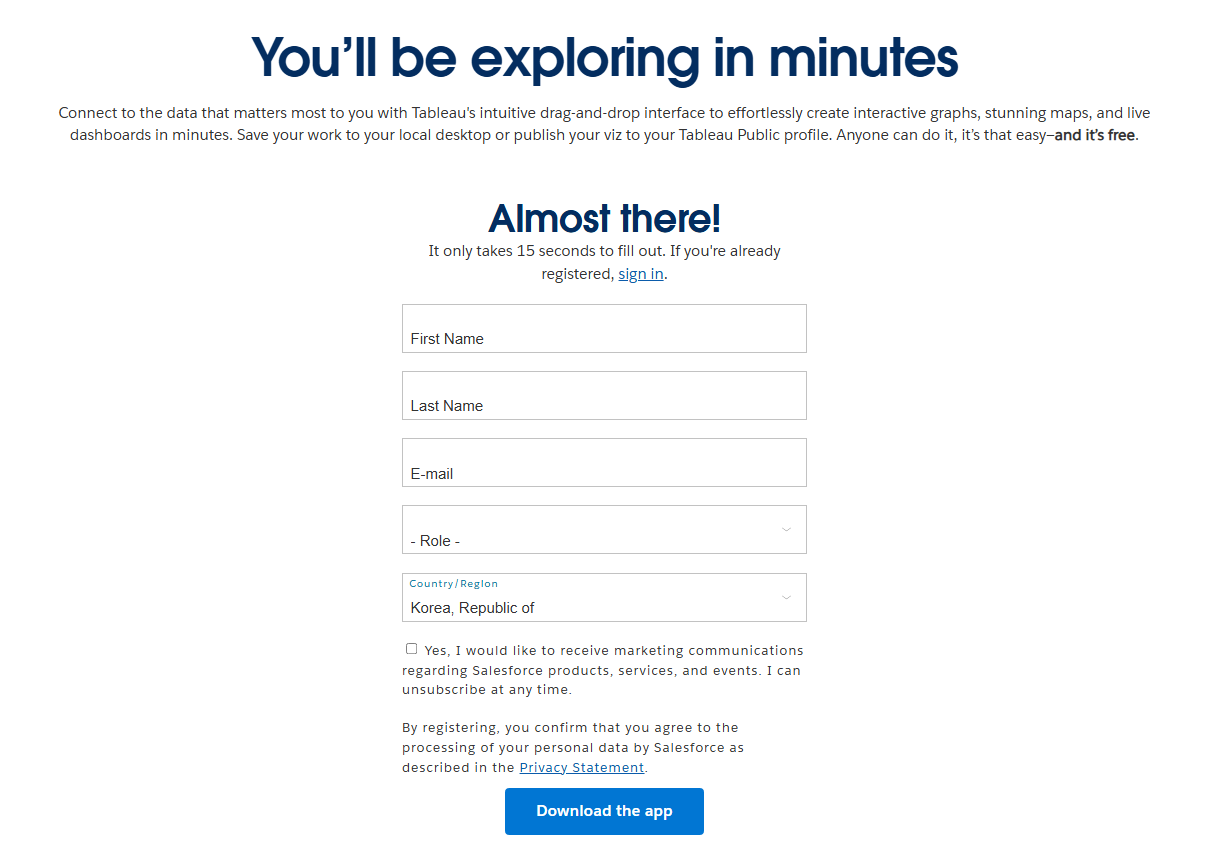 You’ll be exploring in minutes
Connect to the data that matters most to you with Tableau's intuitive drag-and-drop interface to effortlessly create interactive graphs, stunning maps, and live
dashboards in minutes. Save your work to your local desktop or publish your viz to your Tableau Public profile. Anyone can do it, it’s that easy–and it’s free.
Almost there!
It only takes 15 seconds to fill out. If you're already
registered, sign in.
First Name
Last Name
E-mail
- Role -
Country/Region
Korea, Republic of
Yes, I would like to receive marketing communications
regarding Salesforce products, services, and events. I can
unsubscribe at any time.
By registering, you confirm that you agree to the
processing of your personal data by Salesforce as
described in the Privacy Statement.
Download the app